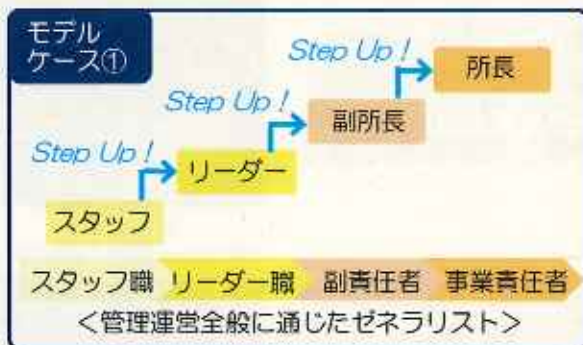 モデル
ケース①
Step Up !
所長
Step Up !
副所長
Step Up !
リーダー
スタッフ
スタッフ職 リーダー職 副責任者 事業責任者
＜管理運営全般に通じたゼネラリスト＞